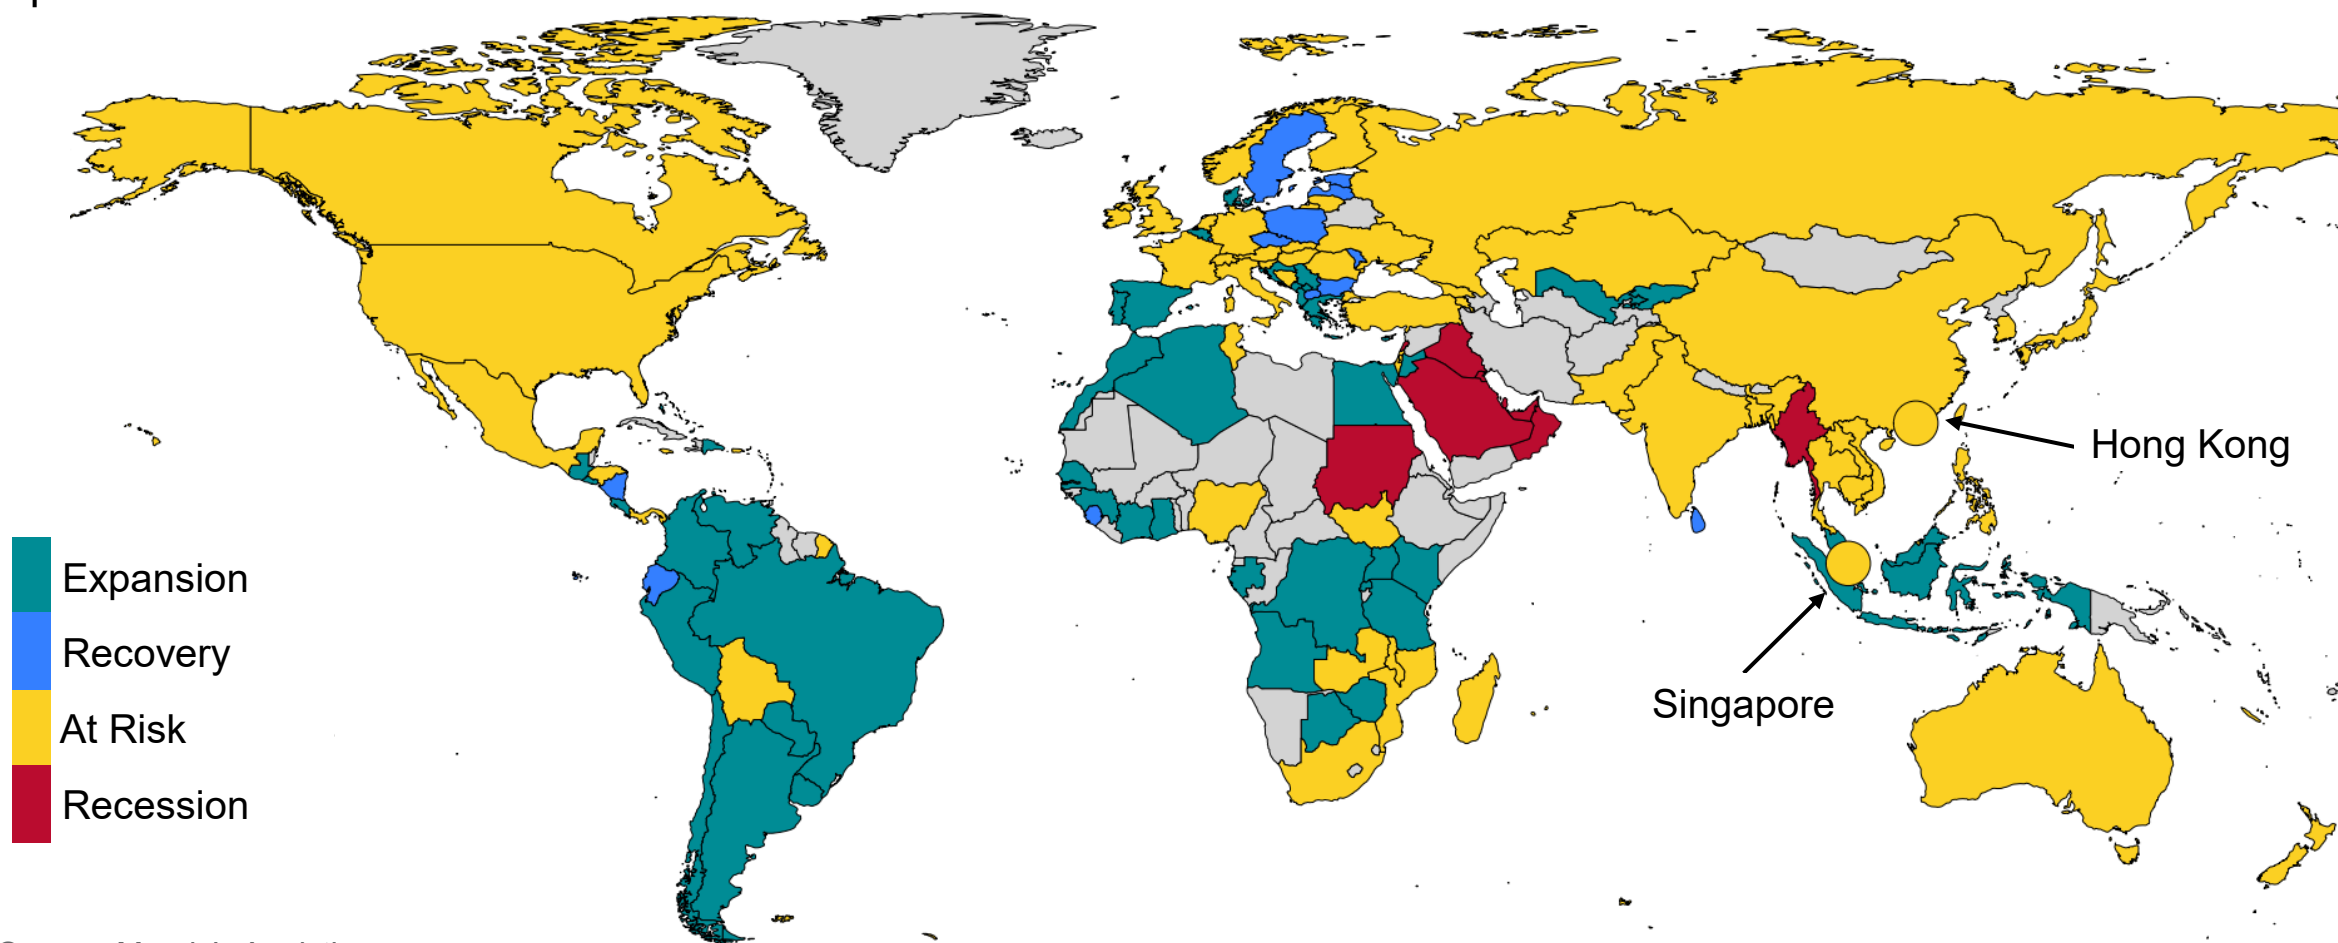 Hong Kong
Expansion
Recovery
Singapore
At Risk
Recession